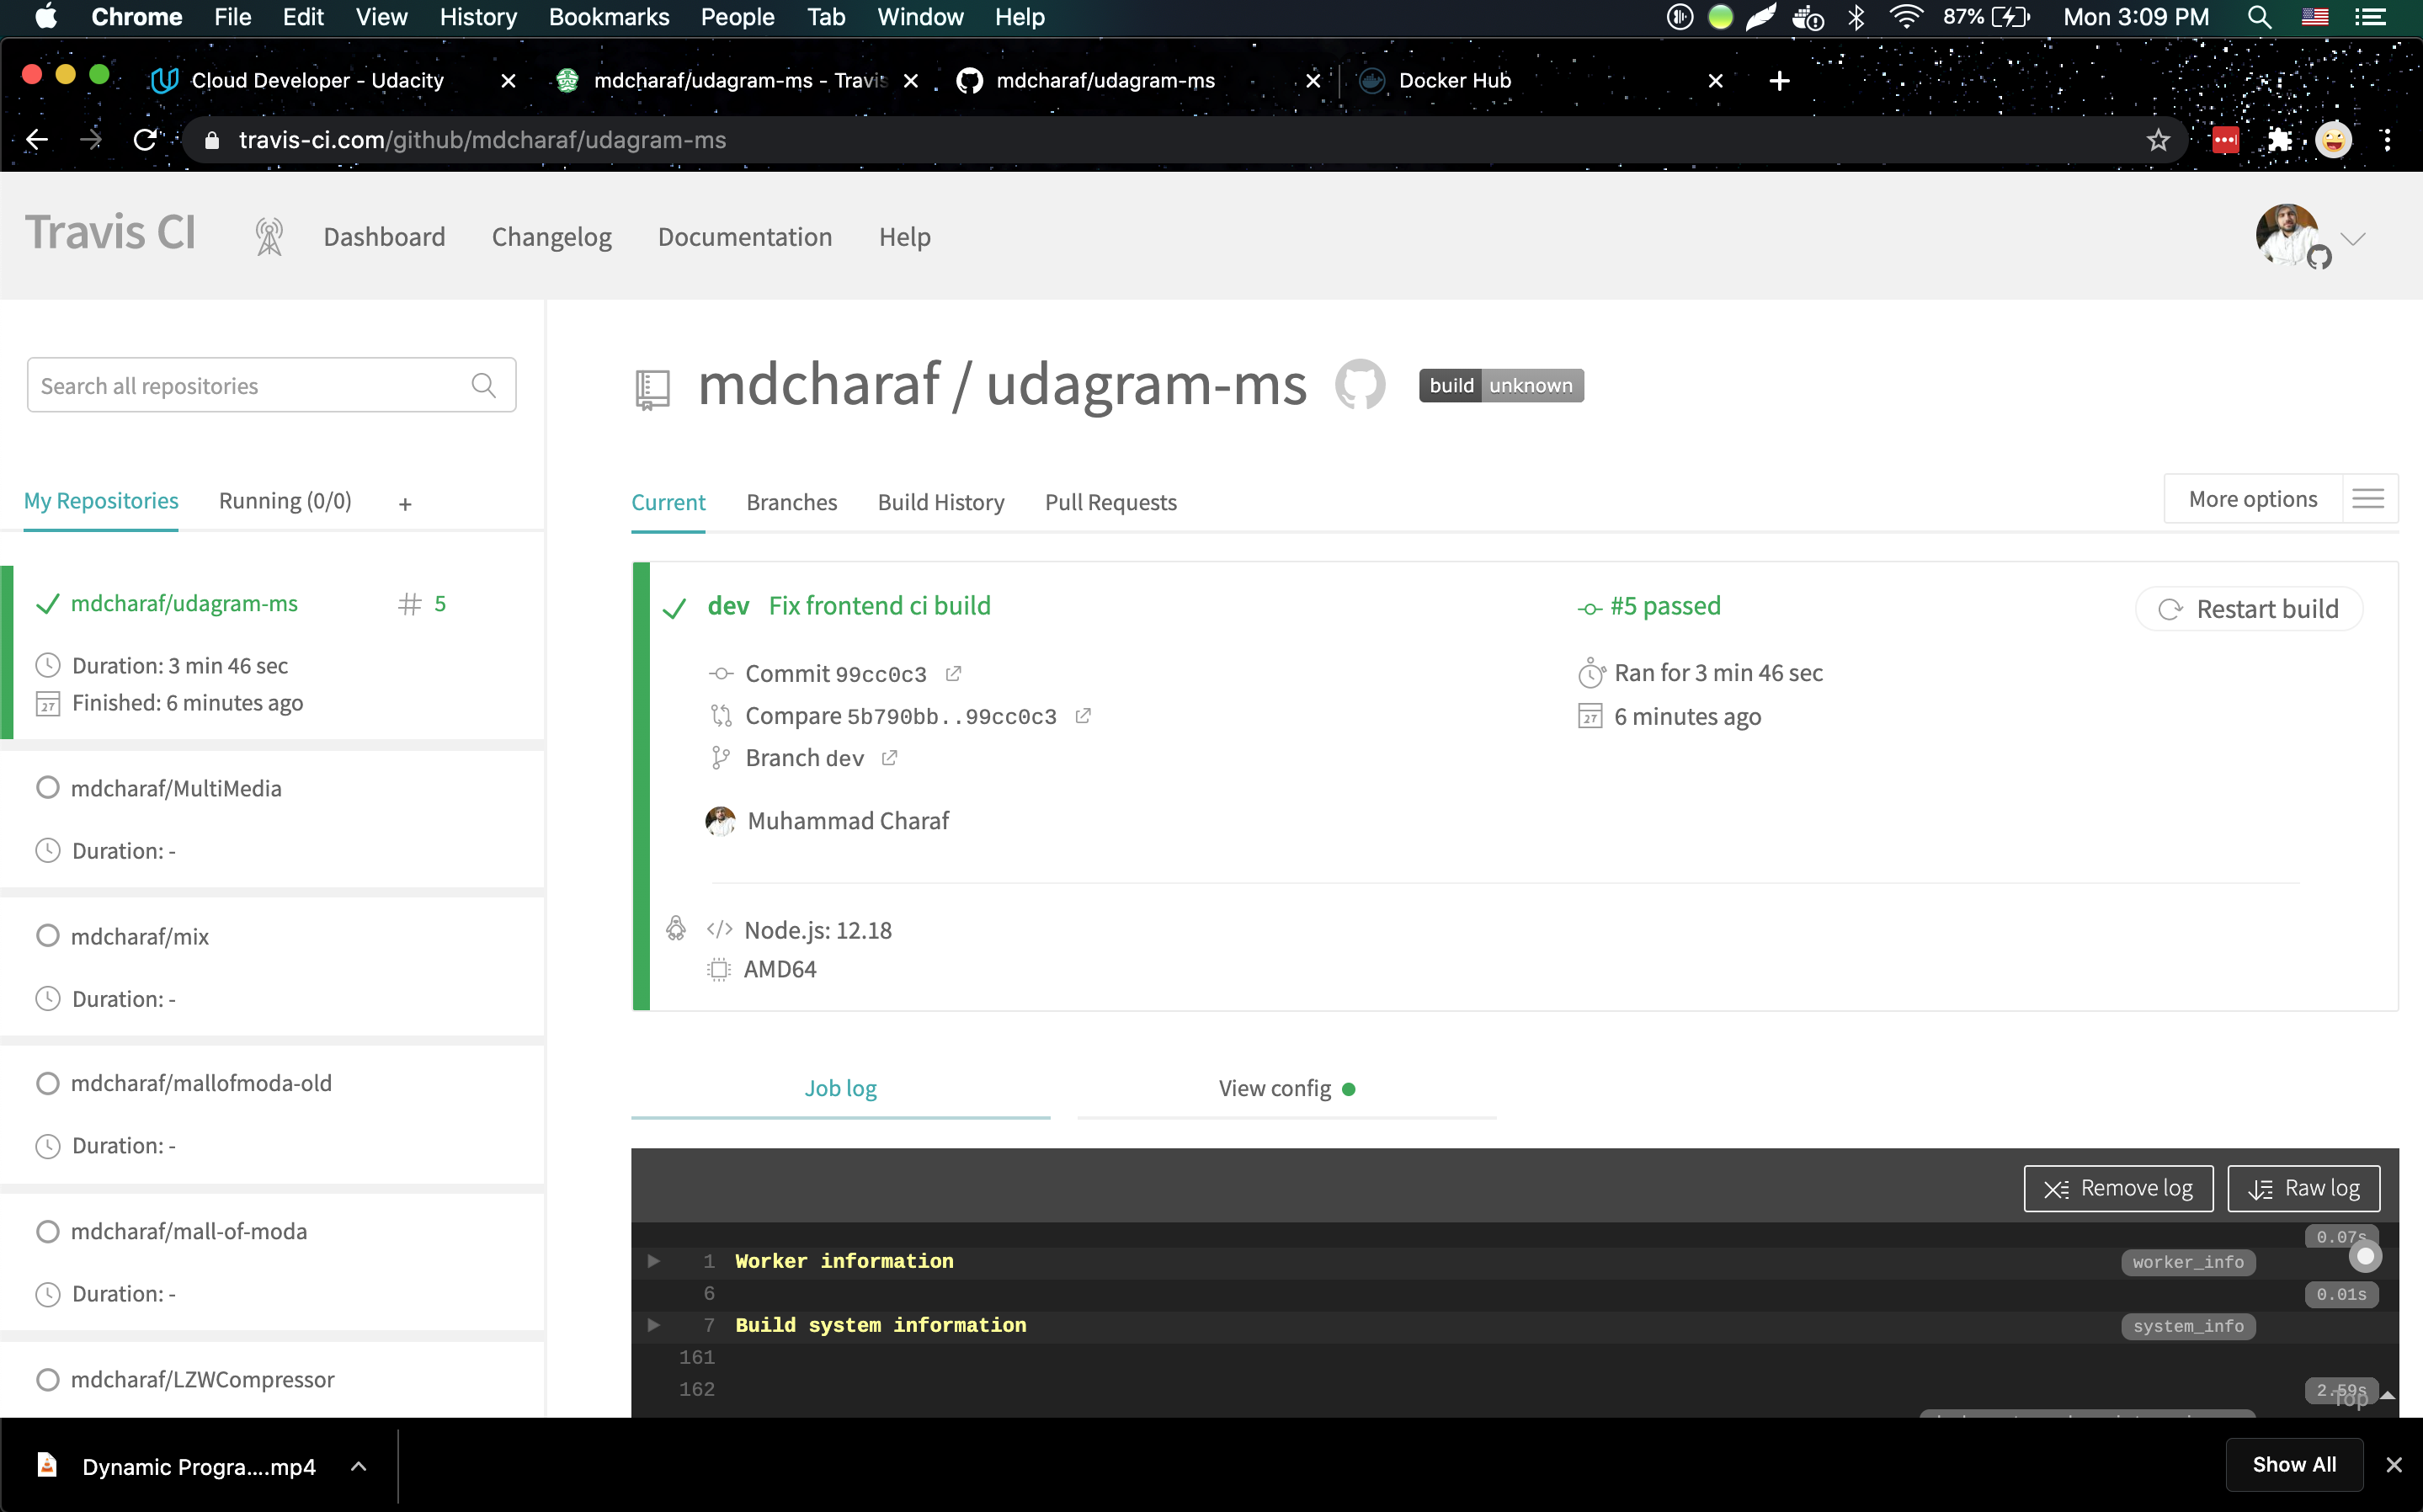 Chrome File Edit View History Bookmarks People Tab Window Help 87% Mon 3:09 PM
Cloud Developer - Udacity mdcharaf/udagram-ms - Travis mdcharaf/udagram-ms Docker Hub
travis-ci.com/github/mdcharaf/udagram-ms
Travis CI Dashboard Changelog Documentation Help
Search all repositories
mdcharaf / udagram-ms build unknown
My Repositories Running (0/0) +
Current Branches Build History Pull Requests More options
mdcharaf/udagram-ms # 5
Duration: 3 min 46 sec
27 Finished: 6 minutes ago
mdcharaf/MultiMedia
Duration: -
mdcharaf/mix
Duration: -
mdcharaf/mallofmoda-old
Duration: -
mdcharaf/mall-of-moda
Duration: -
mdcharaf/LZWCompressor
dev Fix frontend ci build #5 passed Restart build
Commit 99cc0c3 Ran for 3 min 46 sec
Compare 5b790bb..99cc0c3 27 6 minutes ago
Branch dev
Muhammad Charaf
</> Node.js: 12.18
AMD64
Job log View config
Remove log Raw log
0.07s
1 Worker information worker_info
6 0.01s
7 Build system information system_info
161
162 2.59s
Top
Dynamic Progra....mp4 Show All